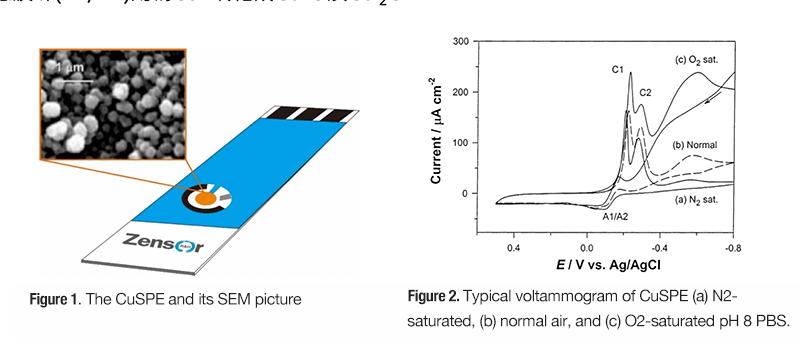 1 μm
Zensor
R&D
Figure 1. The CuSPE and its SEM picture
300
200
100
0
Current / μA cm-2
0.4
0.0
-0.4
-0.8
E / V vs. Ag/AgCl
C1
C2
(c) O2 sat.
(b) Normal
(a) N2 sat.
A1/A2
Figure 2. Typical voltammogram of CuSPE (a) N2-
saturated, (b) normal air, and (c) O2-saturated pH 8 PBS.